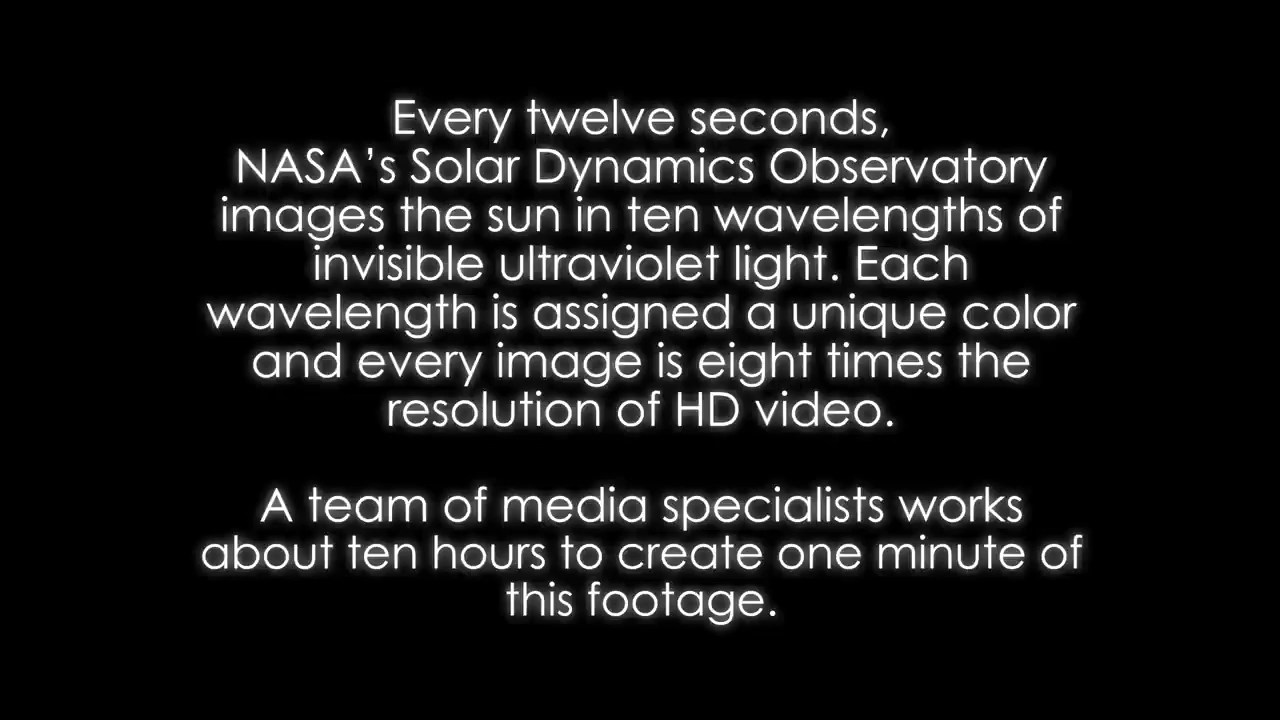 Every twelve seconds,
NASA’s Solar Dynamics Observatory
images the sun in ten wavelengths of
invisible ultraviolet light. Each
wavelength is assigned a unique color
and every image is eight times the
resolution of HD video.
A team of media specialists works
about ten hours to create one minute of
this footage.